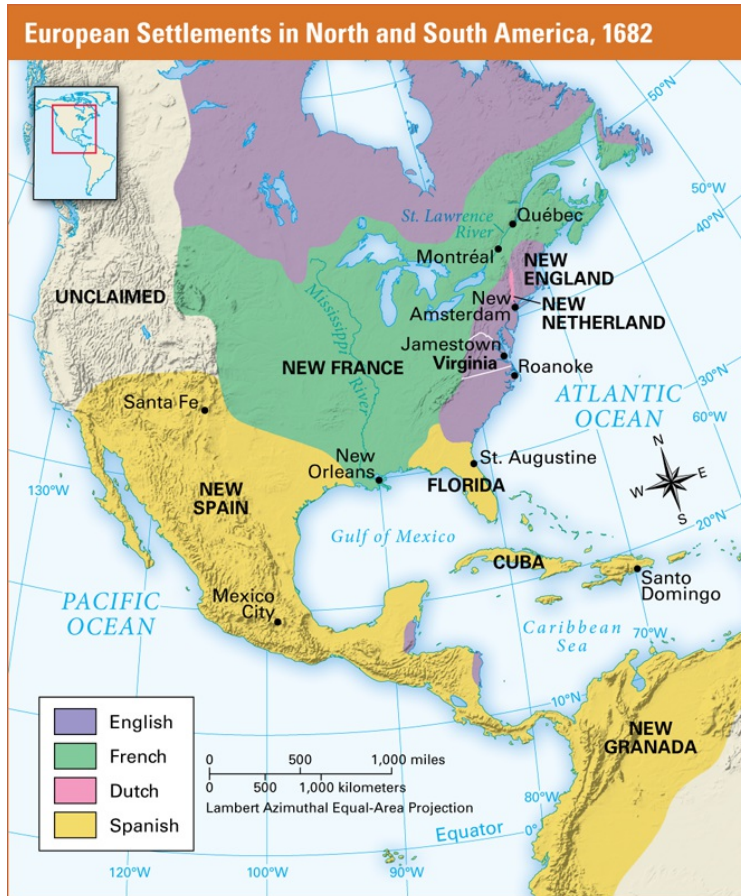 European Settlements in North and South America, 1682
50°N
50°W
40°N
St. Lawrence
River
Québec
Montréal
NEW
ENGLAND
UNCLAIMED
New
Amsterdam
NEW
NETHERLAND
Mississippi River
Jamestown
Virginia
NEW FRANCE
Roanoke
30°N
ATLANTIC
OCEAN
60°W
Santa Fe
New
Orleans
St. Augustine
N
W
E
S
130°W
NEW
SPAIN
FLORIDA
20°N
Gulf of Mexico
CUBA
Santo
Domingo
PACIFIC
OCEAN
Mexico
City
Caribbean
Sea
70°W
10°N
English
French
Dutch
Spanish
0
500
1,000 miles
0
500
1,000 kilometers
Lambert Azimuthal Equal-Area Projection
NEW
GRANADA
80°W
Equator
0°
120°W
100°W
90°W